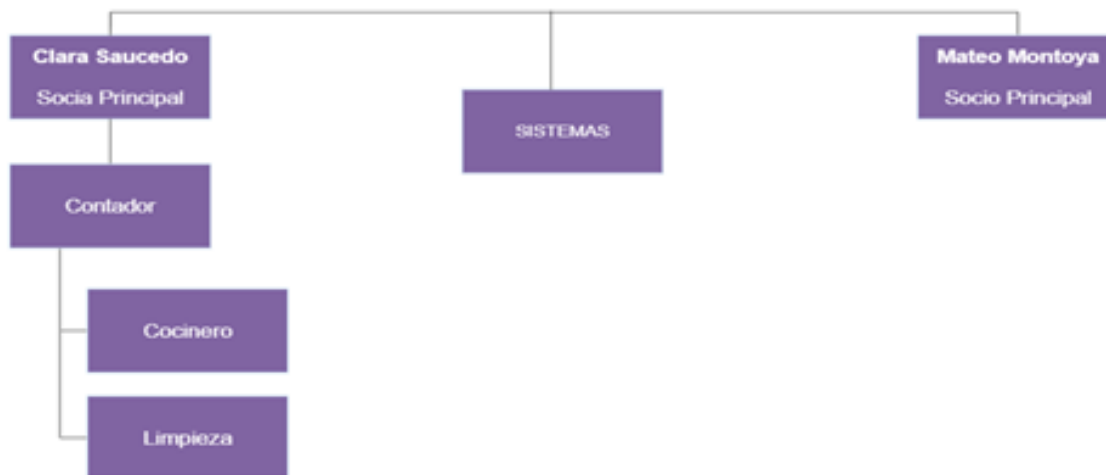 Clara Saucedo
Socia Principal
Mateo Montoya
Socio Principal
SISTEMAS
Contador
Cocinero
Limpieza